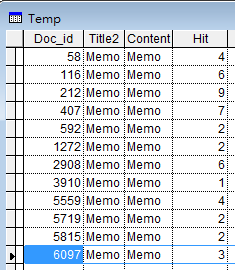 Temp
Doc_id Title2 Content Hit
58 Memo Memo 4
116 Memo Memo 6
212 Memo Memo 9
407 Memo Memo 7
592 Memo Memo 2
1272 Memo Memo 2
2908 Memo Memo 6
3910 Memo Memo 1
5559 Memo Memo 4
5719 Memo Memo 2
5815 Memo Memo 2
6097 Memo Memo 3